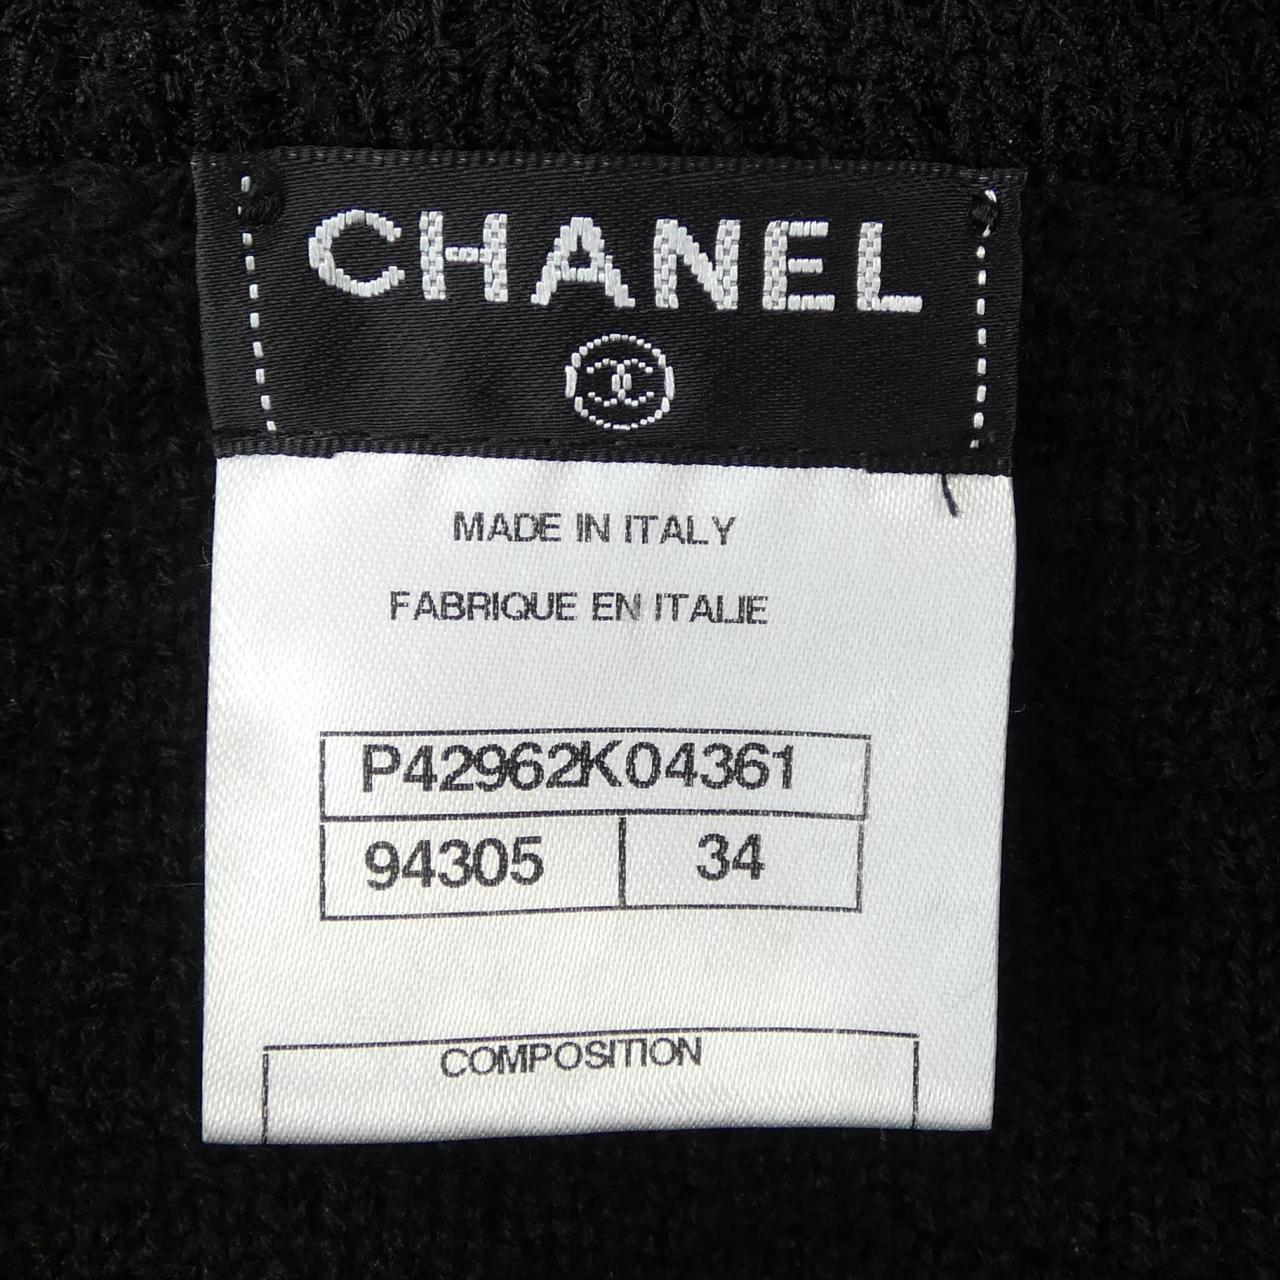 CHANEL
MADE IN ITALY
FABRIQUE EN ITALIE
P42962K04361
94305 34
COMPOSITION